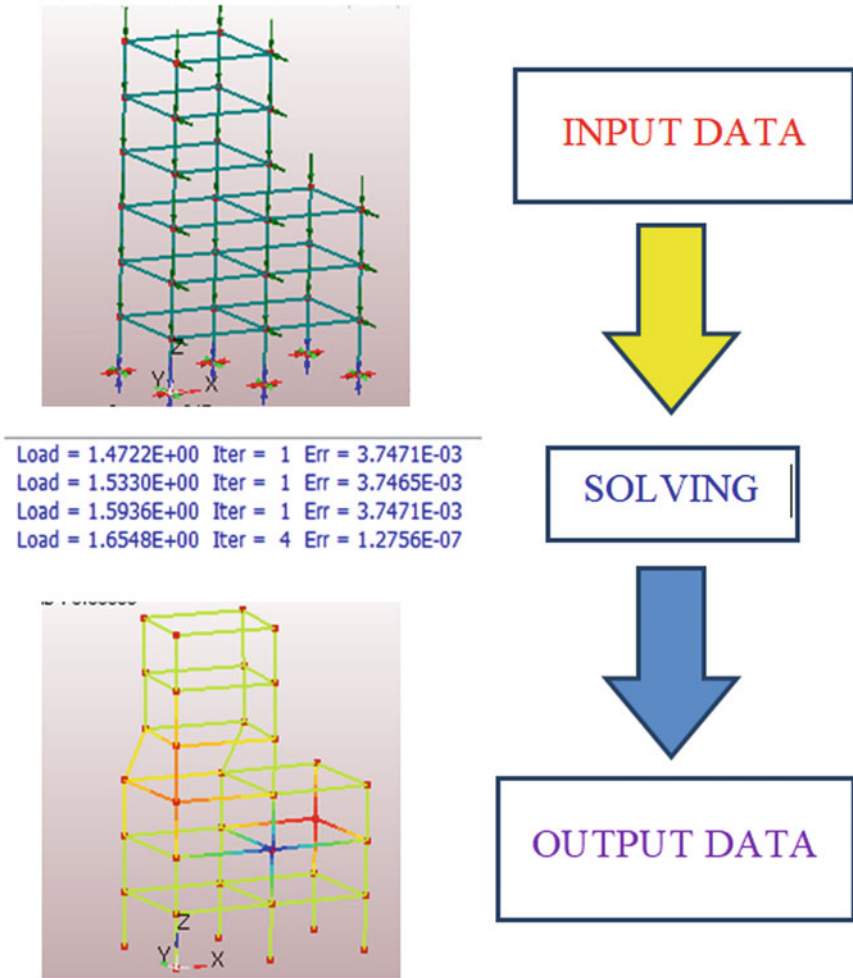 INPUT DATA
Z
Y
X
Load = 1.4722E+00 Iter = 1 Err = 3.7471E-03
Load = 1.5330E+00 Iter = 1 Err = 3.7465E-03
Load = 1.5936E+00 Iter = 1 Err = 3.7471E-03
Load = 1.6548E+00 Iter = 4 Err = 1.2756E-07
SOLVING
OUTPUT DATA
Z
Y
X